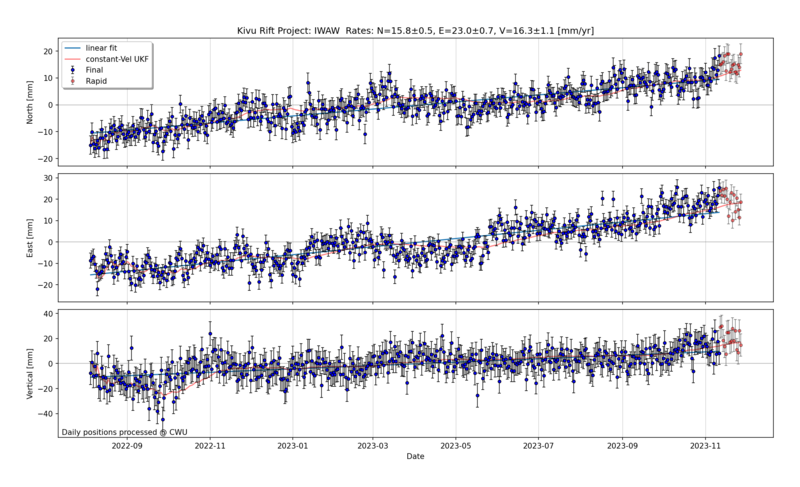 Kivu Rift Project: IWAW Rates: N=15.8±0.5, E=23.0±0.7, V=16.3±1.1 [mm/yr]
linear fit
constant-Vel UKF
Final
Rapid
North [mm]
20
10
0
−10
−20
East [mm]
30
20
10
0
−10
−20
Vertical [mm]
40
20
0
−20
−40
Daily positions processed @ CWU
2022-09 2022-11 2023-01 2023-03 2023-05 2023-07 2023-09 2023-11
Date